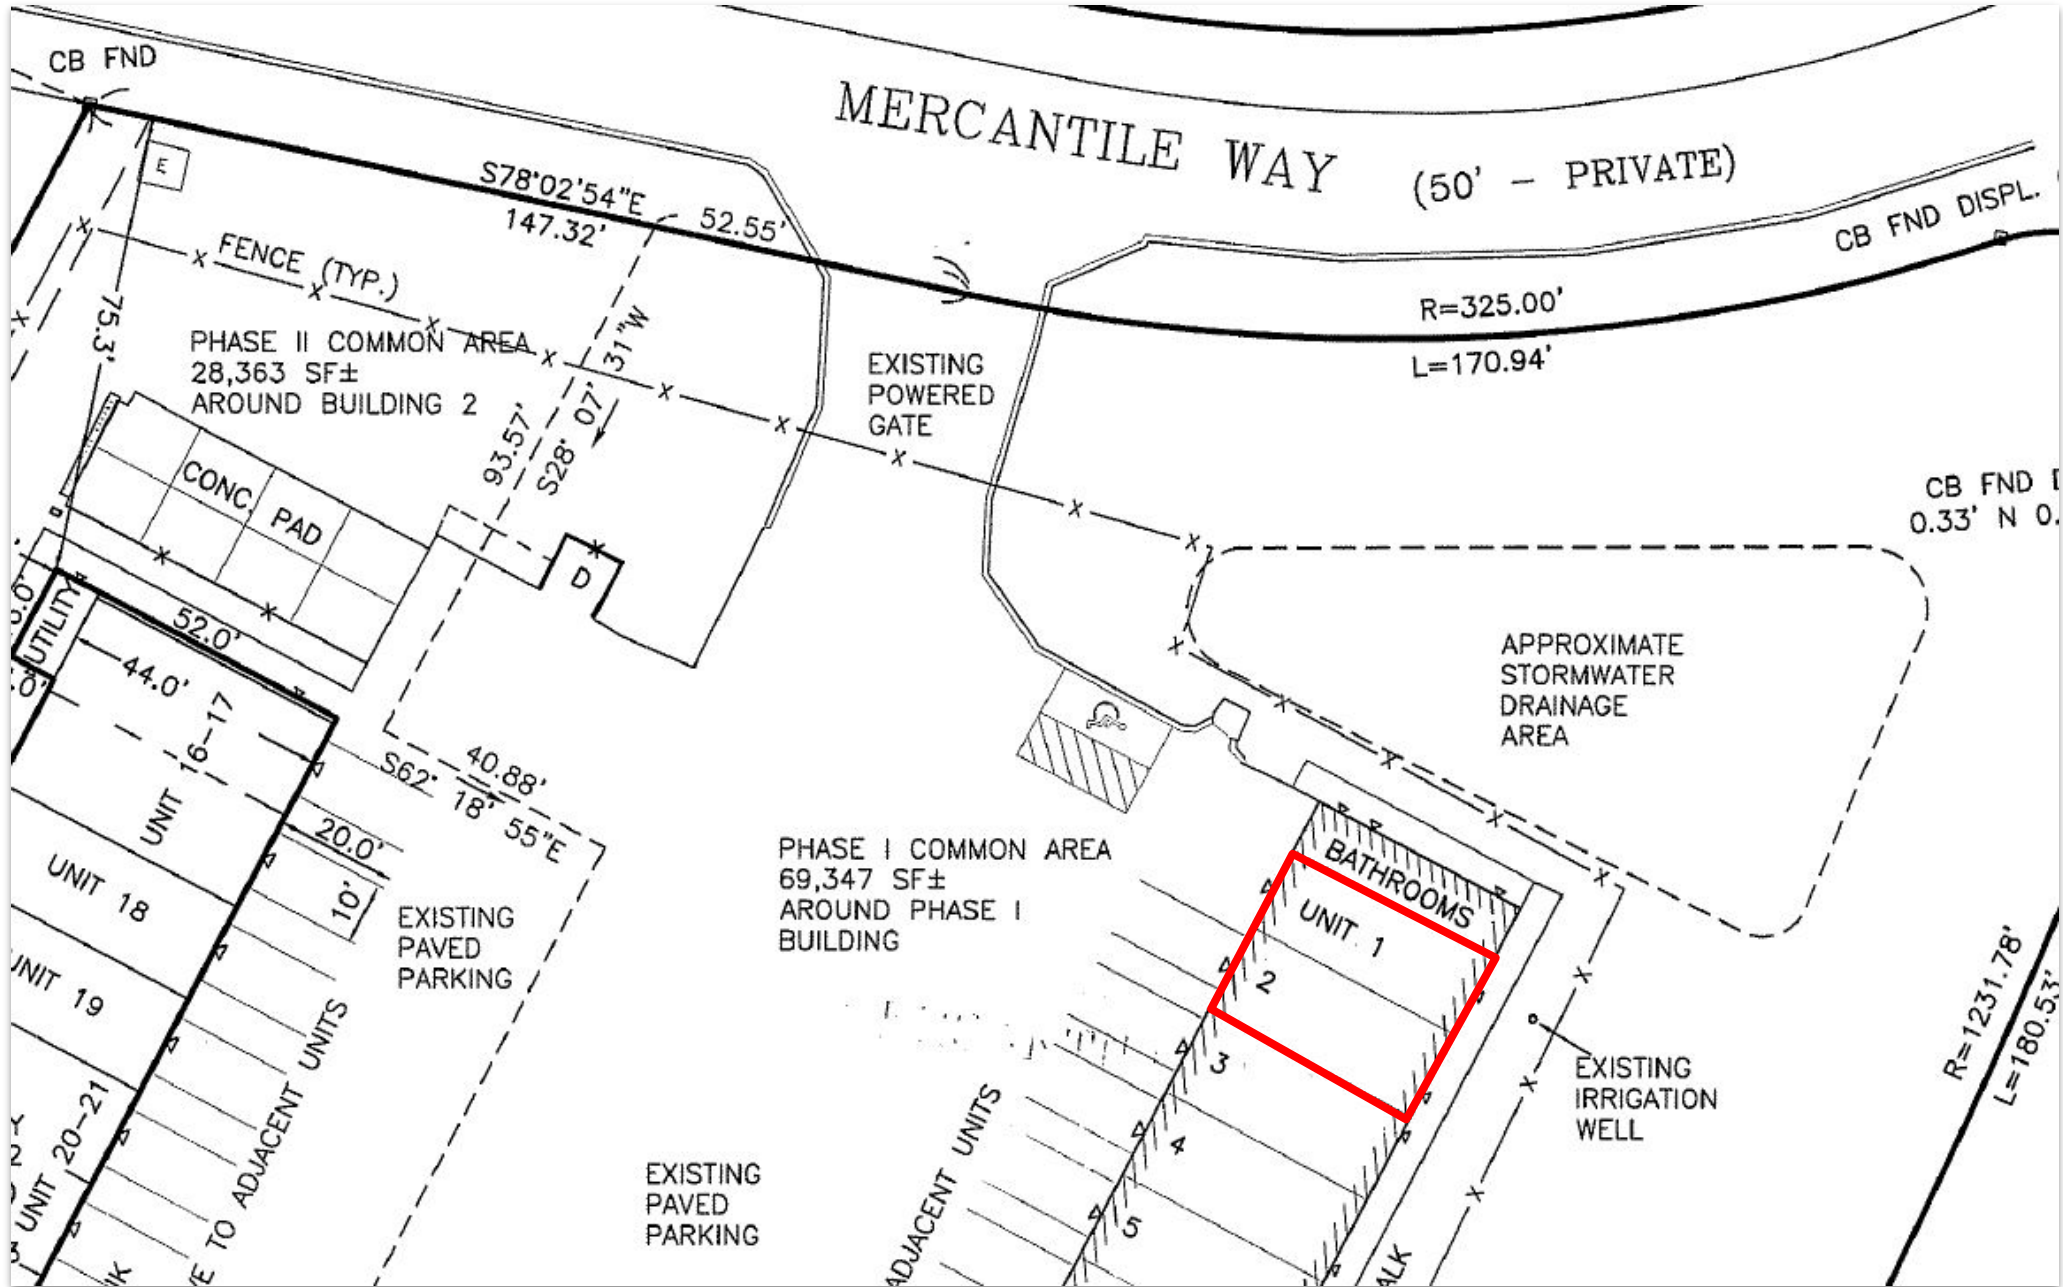 CB FND
MERCANTILE WAY (50' - PRIVATE)
E
S78°02'54"E
147.32'
52.55'
CB FND DISPL.
FENCE (TYP.)
75.3'
R=325.00'
L=170.94'
PHASE II COMMON AREA
28,363 SF±
AROUND BUILDING 2
EXISTING
POWERED
GATE
93.57'
S28° 07' 31"W
CB FND
0.33' N 0.
CONC. PAD
D
UTILITY
52.0'
44.0'
APPROXIMATE
STORMWATER
DRAINAGE
AREA
40.88'
S62° 18' 55"E
UNIT 16-17
20.0'
10'
UNIT 18
EXISTING
PAVED
PARKING
PHASE I COMMON AREA
69,347 SF±
AROUND PHASE I
BUILDING
BATHROOMS
UNIT 1
2
3
4
5
UNIT 19
UNIT 20-21
TO ADJACENT UNITS
ADJACENT UNITS
EXISTING
PAVED
PARKING
EXISTING
IRRIGATION
WELL
R=1231.78'
L=180.53'